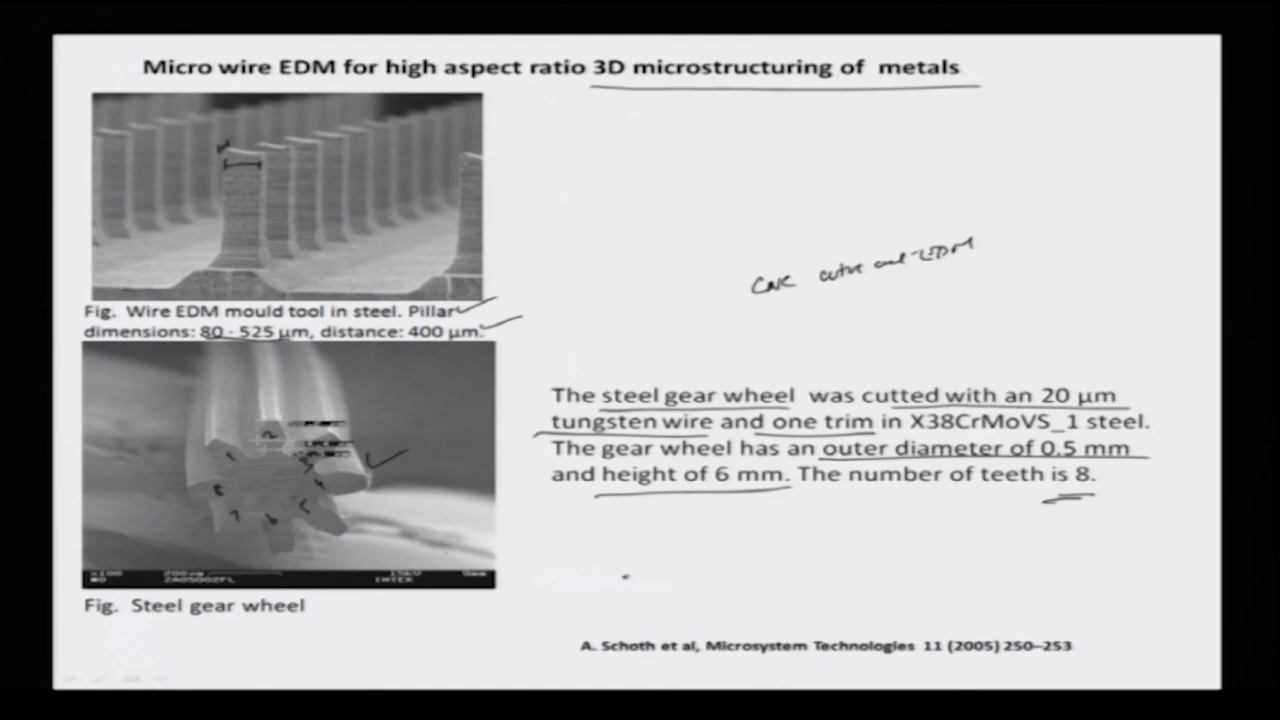 Micro wire EDM for high aspect ratio 3D microstructuring of metals
Fig. Wire EDM mould tool in steel. Pillar
dimensions: 80 - 525 µm, distance: 400 µm.
The steel gear wheel was cutted with an 20 µm
tungsten wire and one trim in X38CrMoVS_1 steel.
The gear wheel has an outer diameter of 0.5 mm
and height of 6 mm. The number of teeth is 8.
200µm
ZA05D02FL
IMTEK
Fig. Steel gear wheel
A. Schoth et al, Microsystem Technologies 11 (2005) 250–253